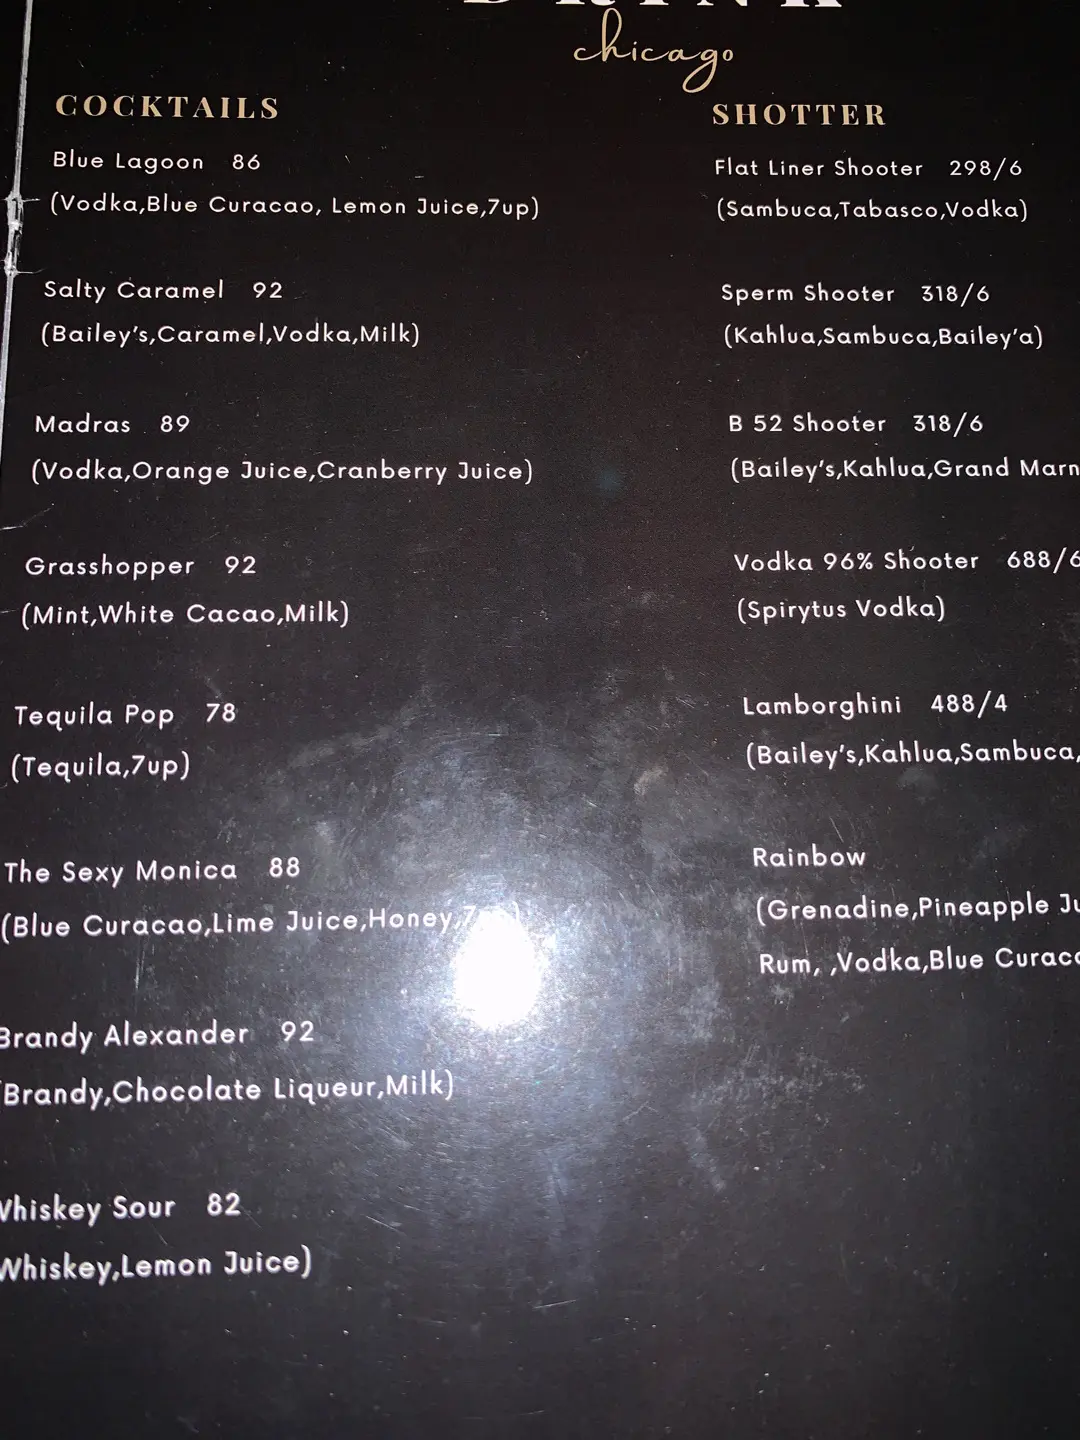 DRINK
chicago
COCKTAILS
Blue Lagoon 86
(Vodka,Blue Curacao, Lemon Juice,7up)
Salty Caramel 92
(Bailey's,Caramel,Vodka,Milk)
Madras 89
(Vodka,Orange Juice,Cranberry Juice)
Grasshopper 92
(Mint,White Cacao,Milk)
Tequila Pop 78
(Tequila,7up)
The Sexy Monica 88
(Blue Curacao,Lime Juice,Honey,
Brandy Alexander 92
(Brandy,Chocolate Liqueur,Milk)
Whiskey Sour 82
Whiskey,Lemon Juice)
SHOTTER
Flat Liner Shooter 298/6
(Sambuca,Tabasco,Vodka)
Sperm Shooter 318/6
(Kahlua,Sambuca,Bailey'a)
B 52 Shooter 318/6
(Bailey's,Kahlua,Grand
Vodka 96% Shooter 688/6
(Spirytus Vodka)
Lamborghini 488/4
(Bailey's,Kahlua,Sambuca,
Rainbow
(Grenadine,Pineapple
Rum, ,Vodka,Blue